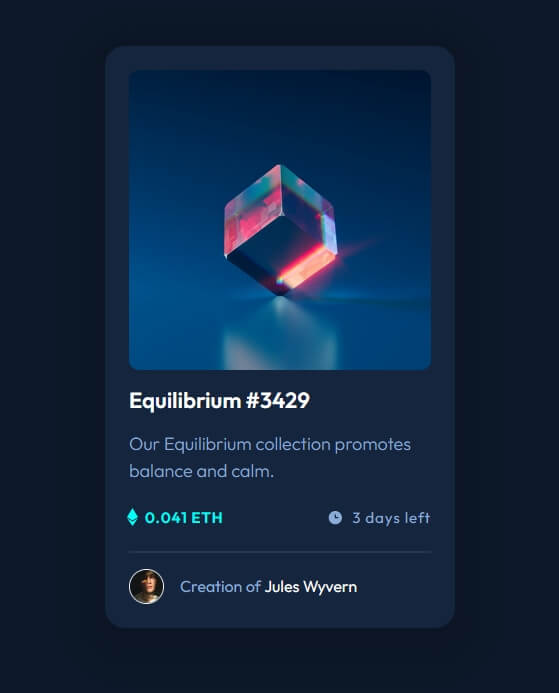 Equilibrium #3429
Our Equilibrium collection promotes
balance and calm.
0.041 ETH
3 days left
Creation of Jules Wyvern